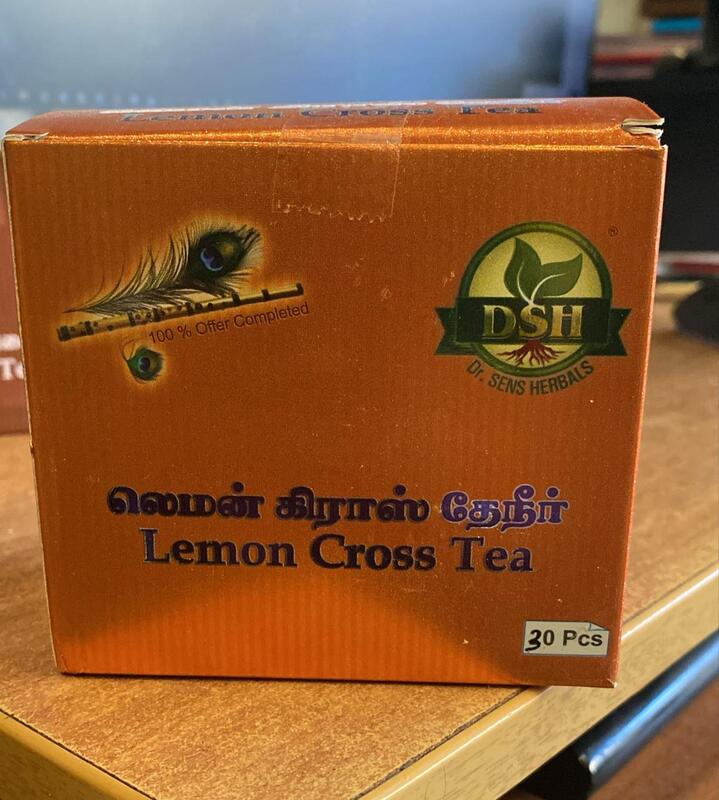 Lemon Cross Tea
100 % Offer Completed
®
DSH
Dr. SENS HERBALS
லெமன் கிராஸ் தேநீர்
Lemon Cross Tea
30 Pcs